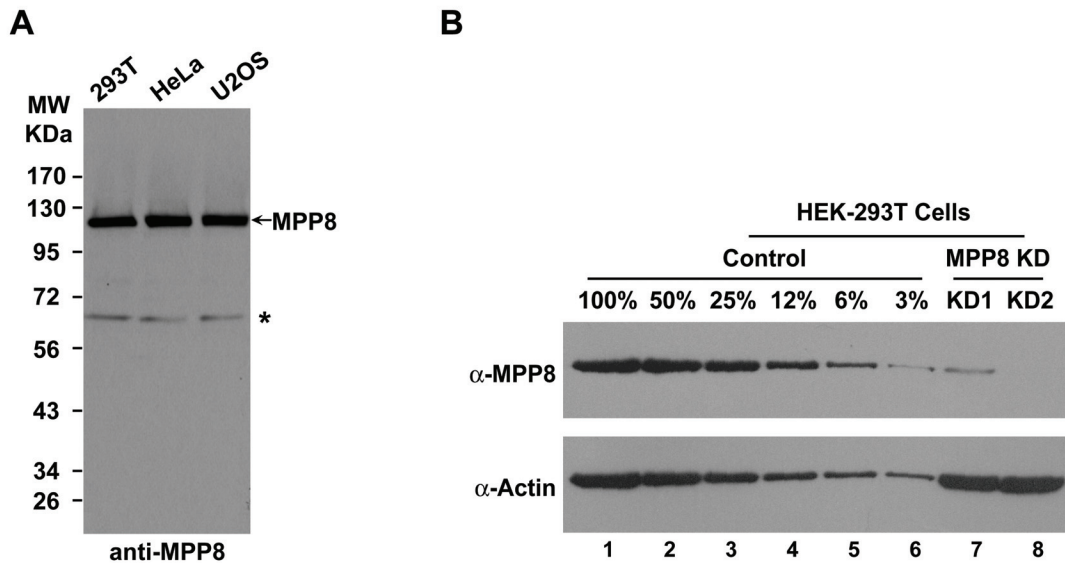 A
293T HeLa U2OS
MW
KDa
170
130
95
72
56
43
34
26
←MPP8
*
anti-MPP8
B
HEK-293T Cells
Control MPP8 KD
100% 50% 25% 12% 6% 3% KD1 KD2
α-MPP8
α-Actin
1 2 3 4 5 6 7 8